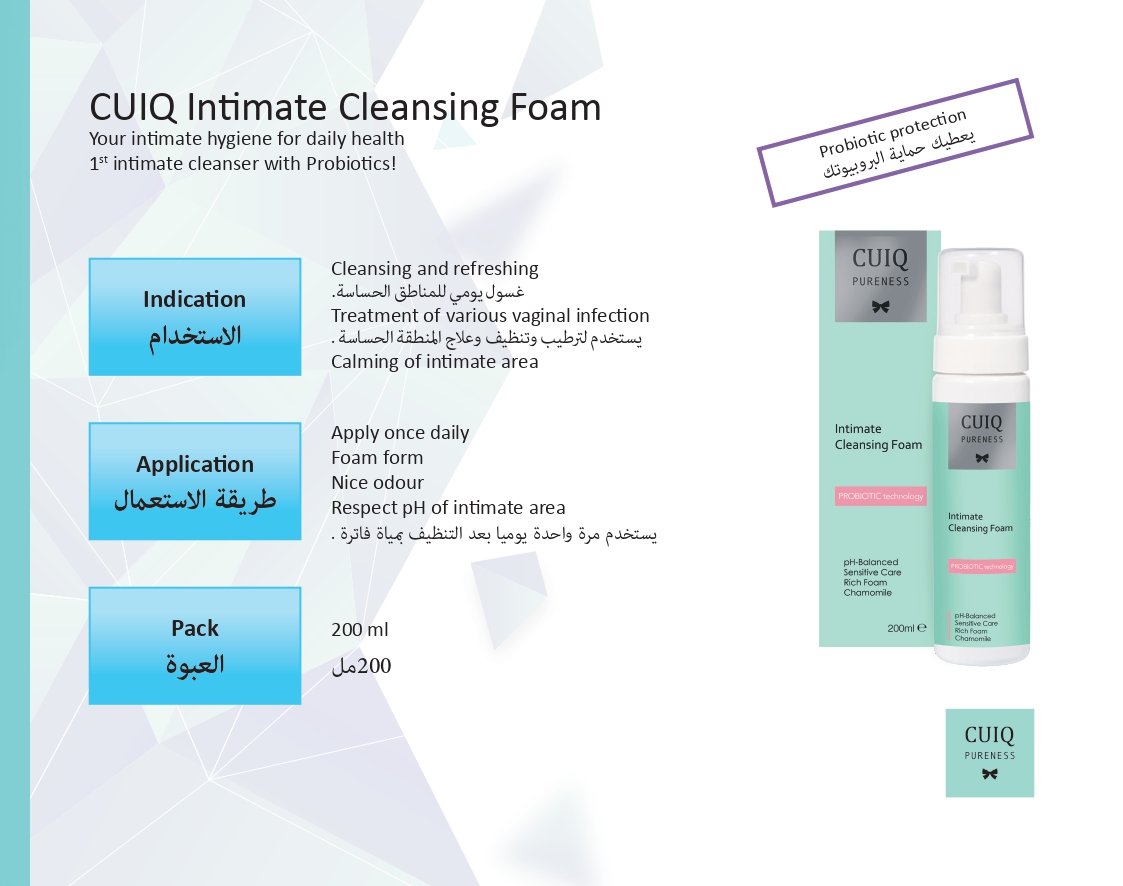 CUIQ Intimate Cleansing Foam
Your intimate hygiene for daily health
1st intimate cleanser with Probiotics!
Probiotic protection
يعطيك حماية البروبيوتك
Indication
الاستخدام
Cleansing and refreshing
غسول يومي للمناطق الحساسة.
Treatment of various vaginal infection
يستخدم لترطيب وتنظيف وعلاج المنطقة الحساسة .
Calming of intimate area
Application
طريقة الاستعمال
Apply once daily
Foam form
Nice odour
Respect pH of intimate area
يستخدم مرة واحدة يوميا بعد التنظيف بمياة فاترة .
Pack
العبوة
200 ml
200مل
CUIQ
PURENESS
Intimate
Cleansing Foam
PROBIOTIC technology
pH-Balanced
Sensitive Care
Rich Foam
Chamomile
200ml ℮
CUIQ
PURENESS
Intimate
Cleansing Foam
PROBIOTIC technology
pH-Balanced
Sensitive Care
Rich Foam
Chamomile
CUIQ
PURENESS